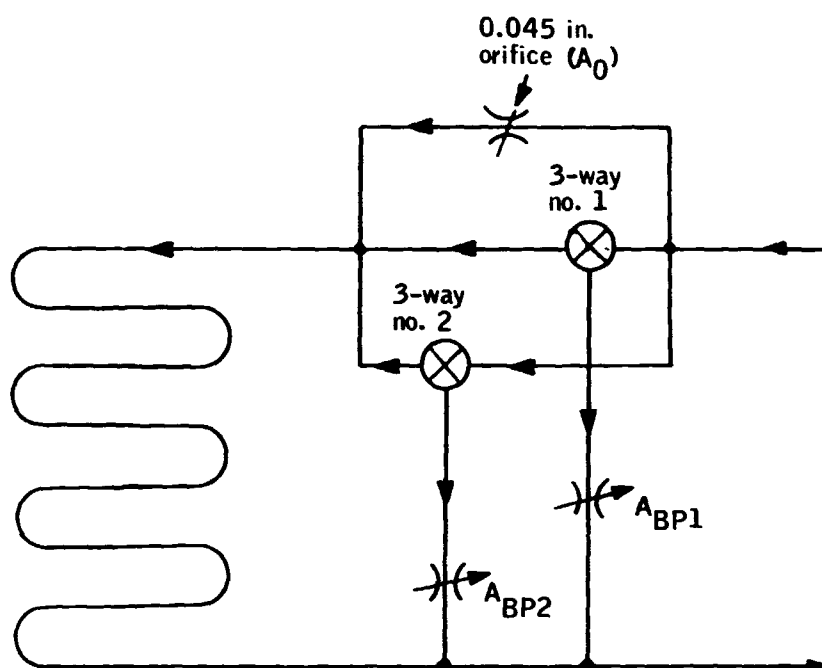 0.045 in.
orifice (A0)
3-way
no. 1
3-way
no. 2
ABP1
ABP2